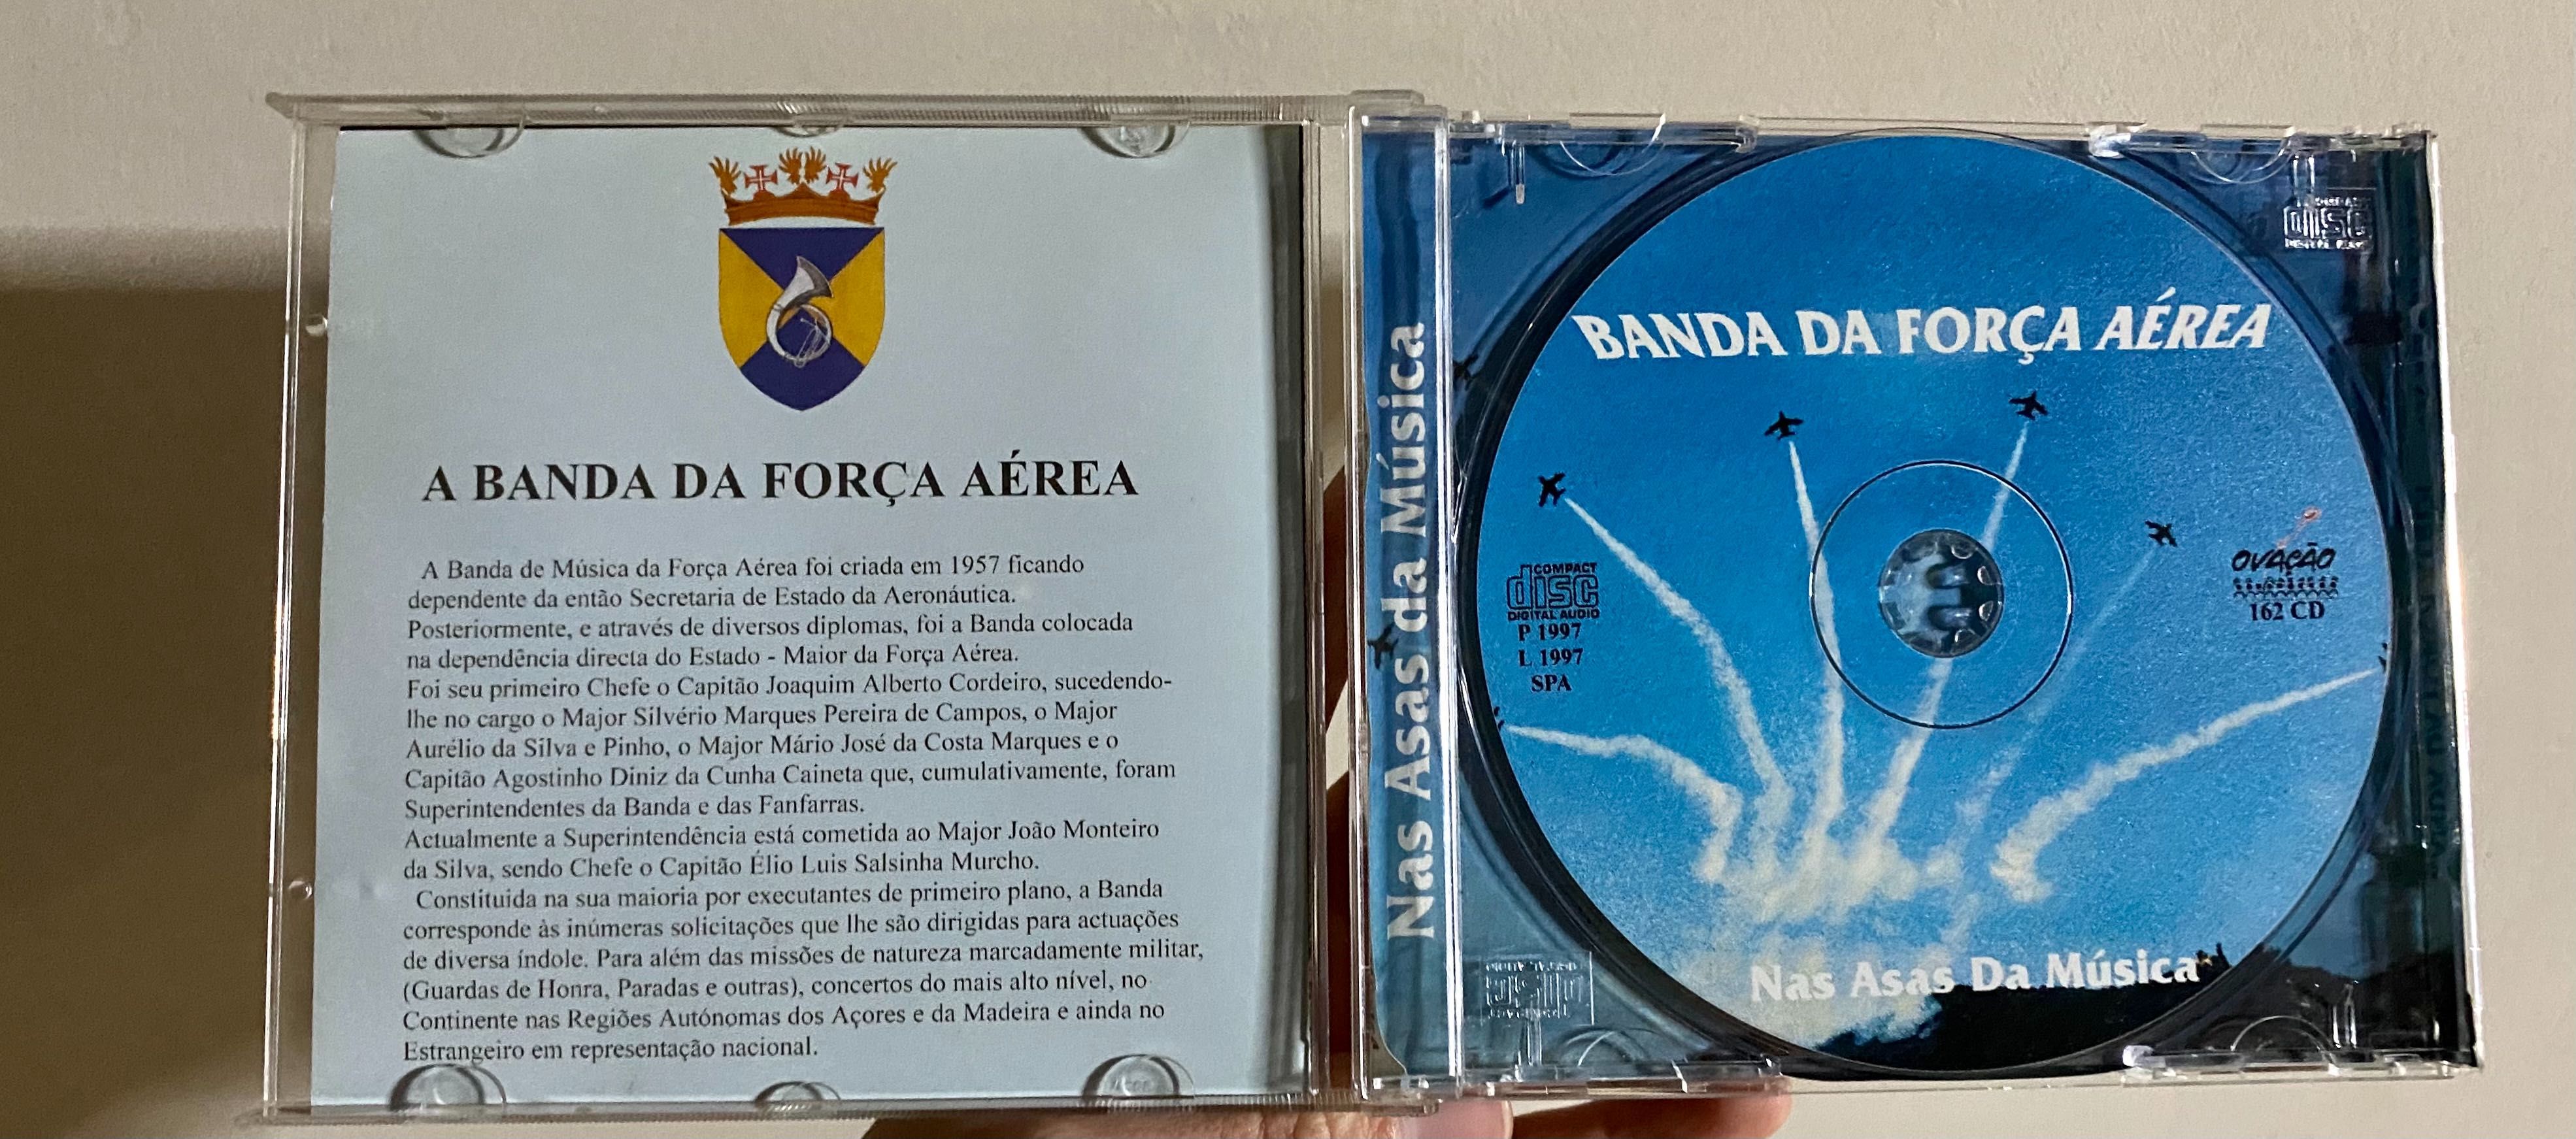 A BANDA DA FORÇA AÉREA
A Banda de Música da Força Aérea foi criada em 1957 ficando
dependente da então Secretaria de Estado da Aeronáutica.
Posteriormente, e através de diversos diplomas, foi a Banda colocada
na dependência directa do Estado - Maior da Força Aérea.
Foi seu primeiro Chefe o Capitão Joaquim Alberto Cordeiro, sucedendo-
lhe no cargo o Major Silvério Marques Pereira de Campos, o Major
Aurélio da Silva e Pinho, o Major Mário José da Costa Marques e o
Capitão Agostinho Diniz da Cunha Caineta que, cumulativamente, foram
Superintendentes da Banda e das Fanfarras.
Actualmente a Superintendência está cometida ao Major João Monteiro
da Silva, sendo Chefe o Capitão Élio Luis Salsinha Murcho.
Constituida na sua maioria por executantes de primeiro plano, a Banda
corresponde às inúmeras solicitações que lhe são dirigidas para actuações
de diversa índole. Para além das missões de natureza marcadamente militar,
(Guardas de Honra, Paradas e outras), concertos do mais alto nível, no
Continente nas Regiões Autónomas dos Açores e da Madeira e ainda no
Estrangeiro em representação nacional.
Nas Asas da Música
BANDA DA FORÇA AÉREA
COMPACT
disc
DIGITAL AUDIO
P 1997
L 1997
SPA
OVAÇÃO
162 CD
Nas Asas Da Música
COMPACT
disc